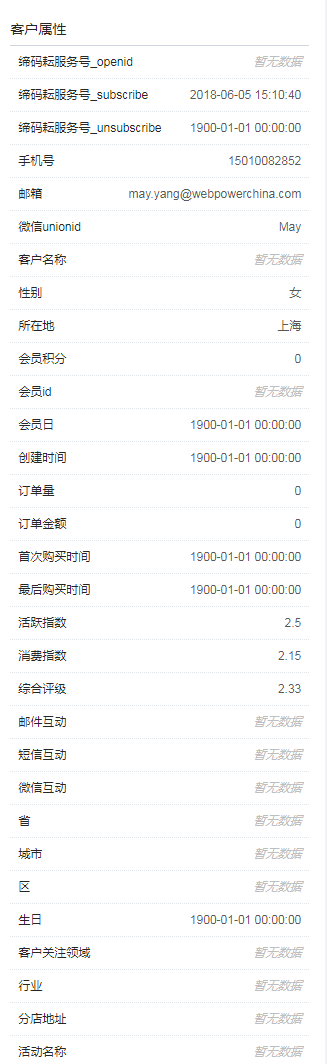 客户属性
缔码耘服务号_openid 暂无数据
缔码耘服务号_subscribe 2018-06-05 15:10:40
缔码耘服务号_unsubscribe 1900-01-01 00:00:00
手机号 15010082852
邮箱 may.yang@webpowerchina.com
微信unionid May
客户名称 暂无数据
性别 女
所在地 上海
会员积分 0
会员id 暂无数据
会员日 1900-01-01 00:00:00
创建时间 1900-01-01 00:00:00
订单量 0
订单金额 0
首次购买时间 1900-01-01 00:00:00
最后购买时间 1900-01-01 00:00:00
活跃指数 2.5
消费指数 2.15
综合评级 2.33
邮件互动 暂无数据
短信互动 暂无数据
微信互动 暂无数据
省 暂无数据
城市 暂无数据
区 暂无数据
生日 1900-01-01 00:00:00
客户关注领域 暂无数据
行业 暂无数据
分店地址 暂无数据
活动名称 暂无数据